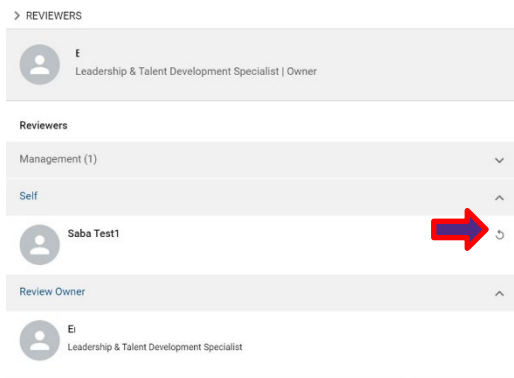 REVIEWERS
Leadership & Talent Development Specialist | Owner
Reviewers
Management (1)
Self
Saba Test1
Review Owner
Leadership & Talent Development Specialist